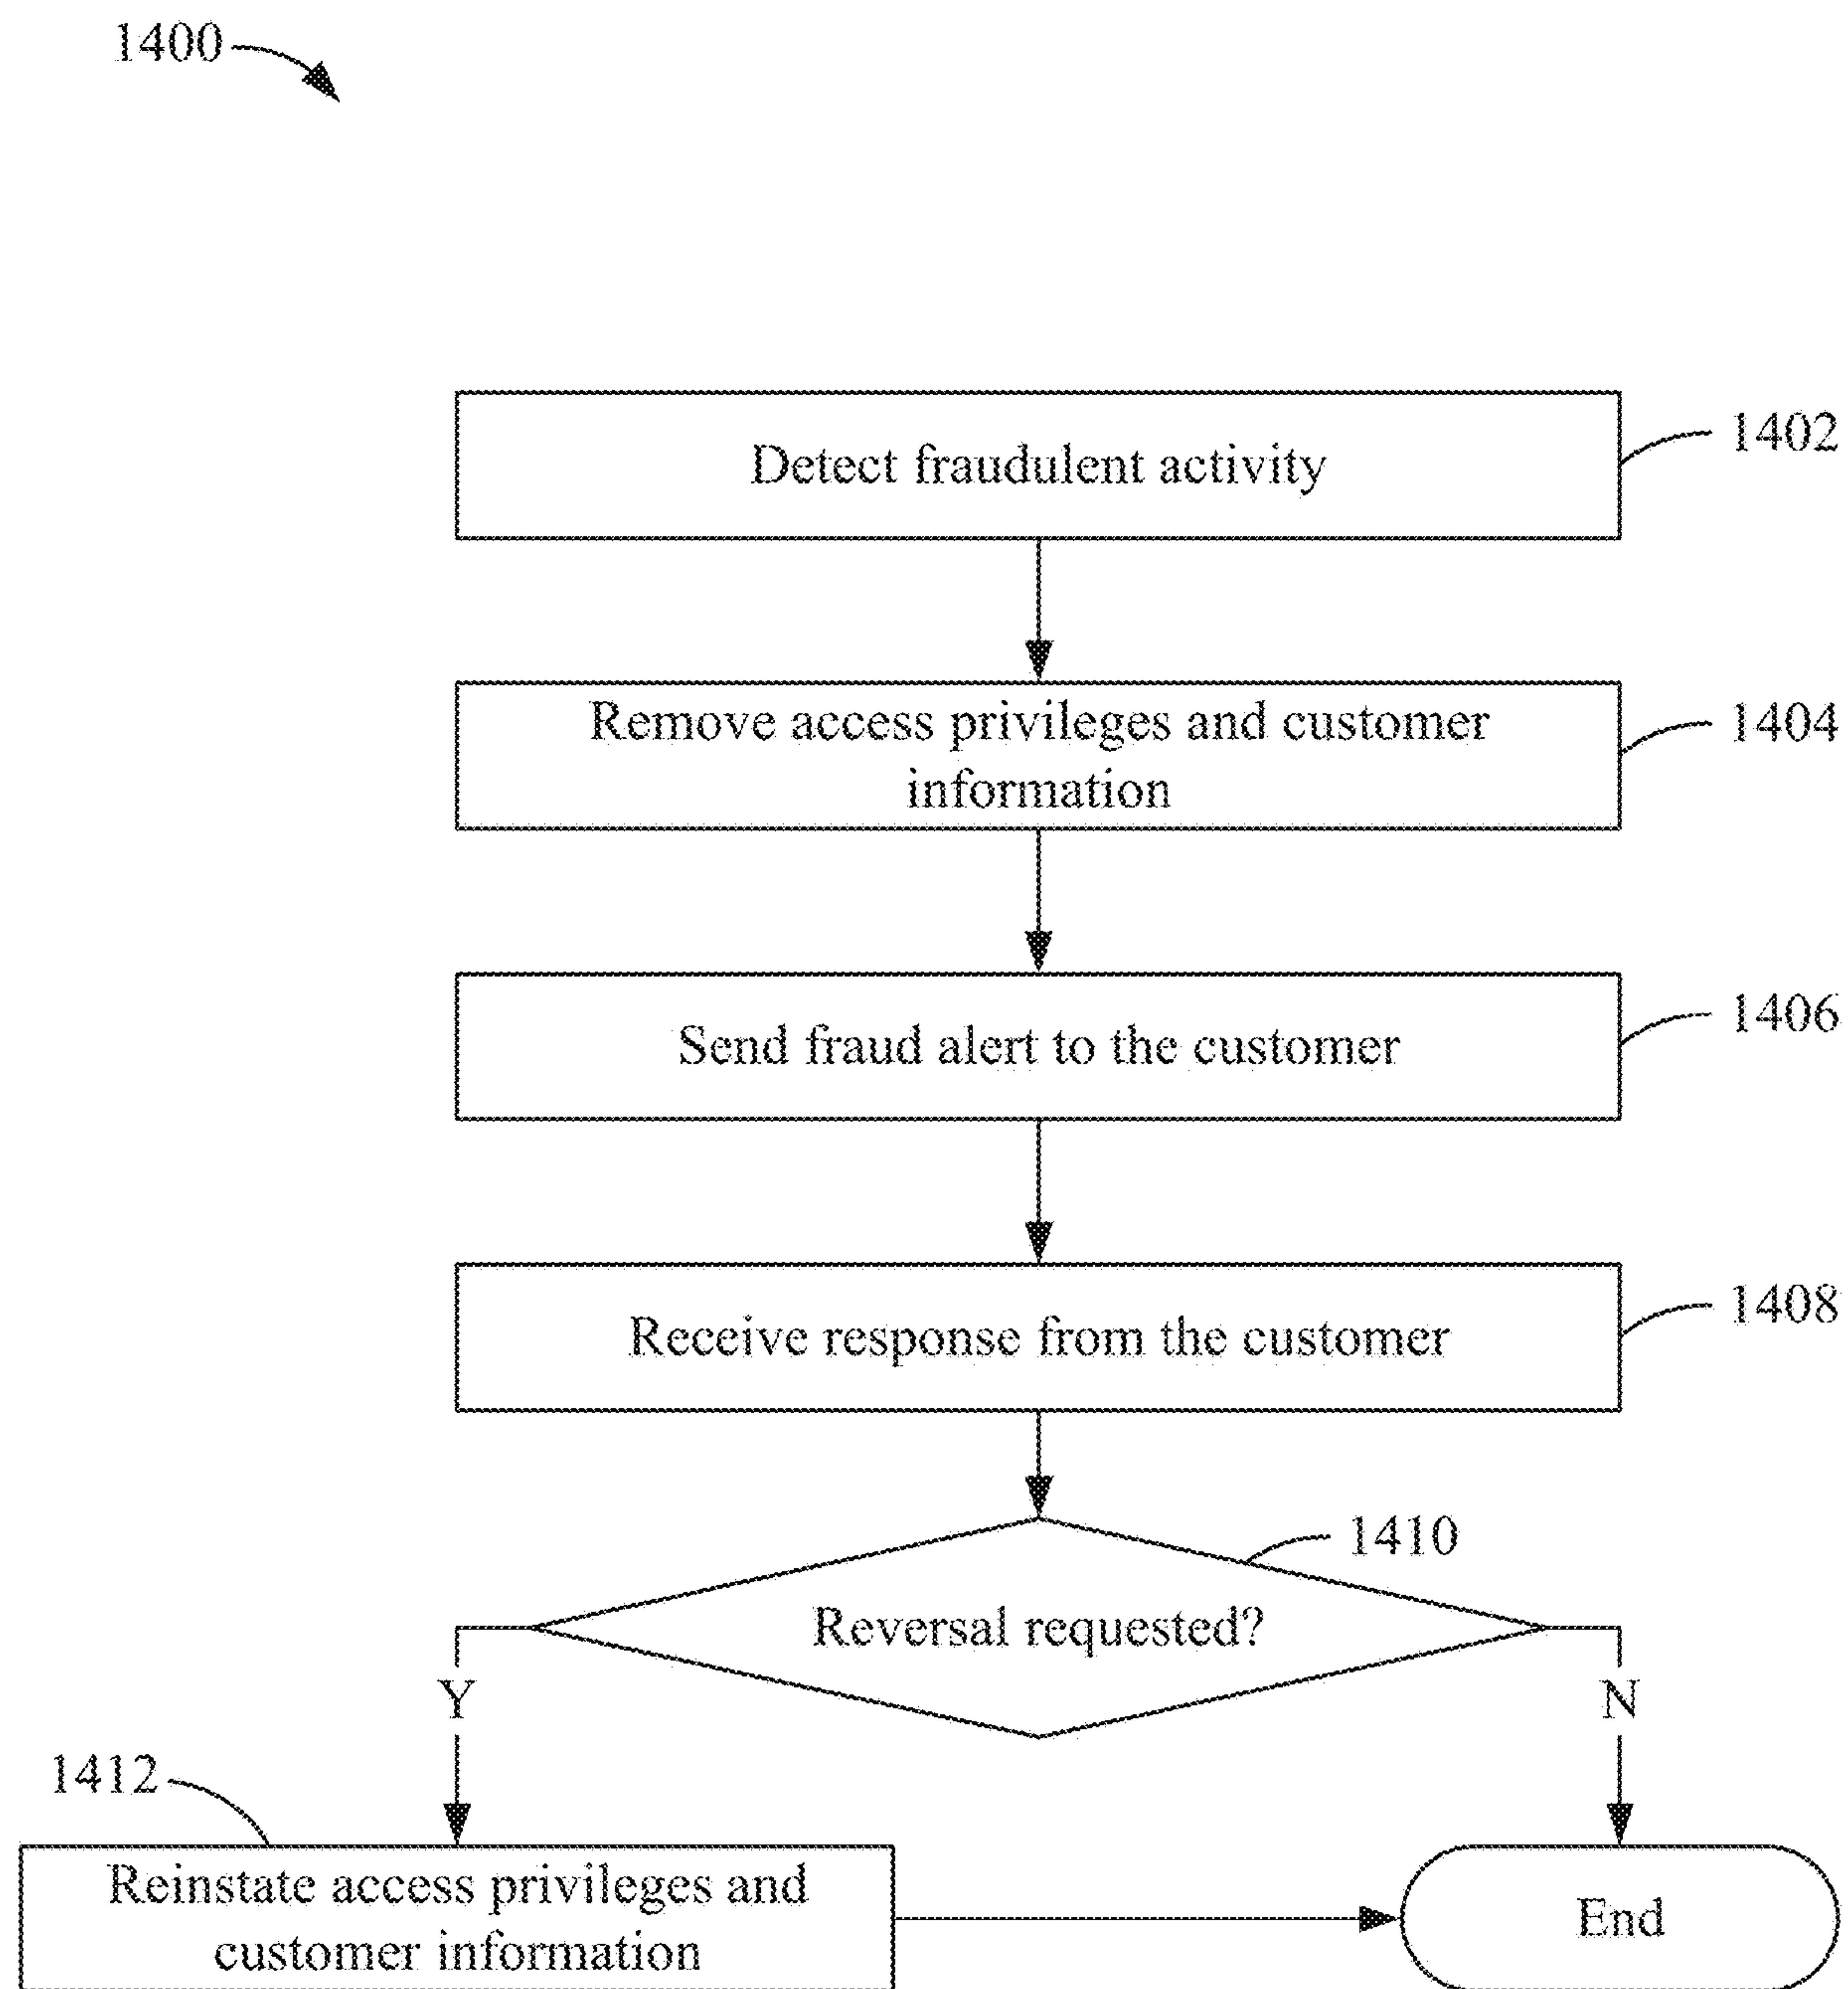 1400
Detect fraudulent activity
1402
Remove access privileges and customer
information
1404
Send fraud alert to the customer
1406
Receive response from the customer
1408
1410
Reversal requested?
Y
N
1412
Reinstate access privileges and
customer information
End